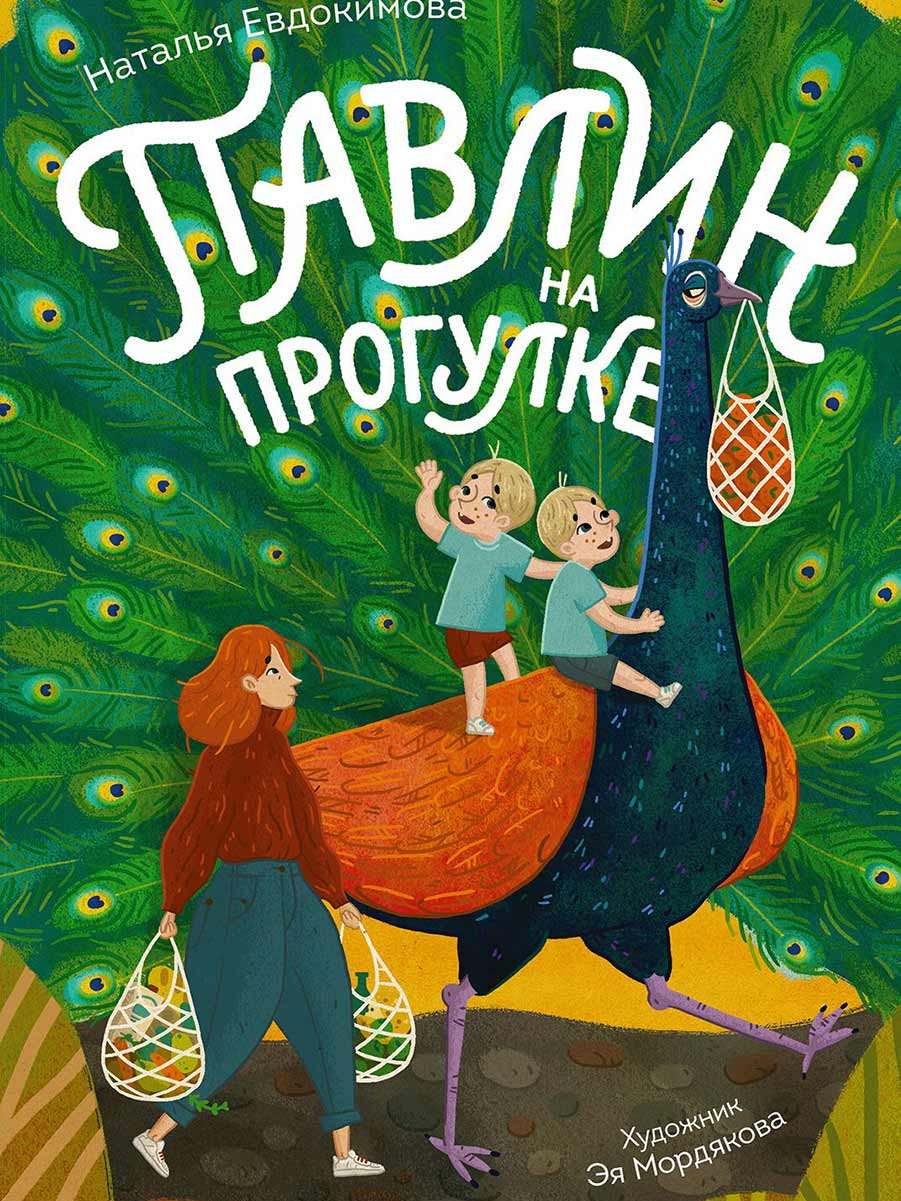 Наталья Евдокимова
ПАВЛИН
НА
ПРОГУЛКЕ
Художник
Эя Мордякова